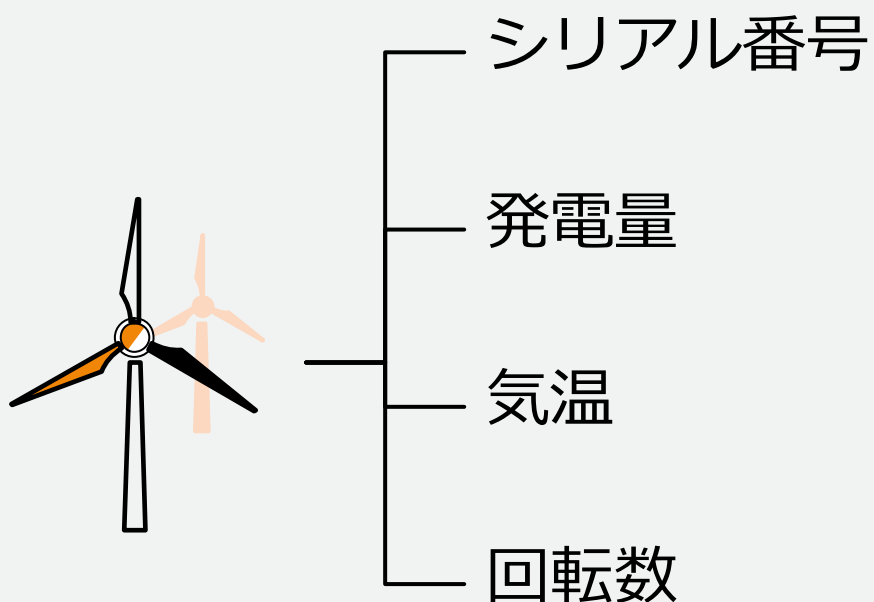 シリアル番号
発電量
気温
回転数